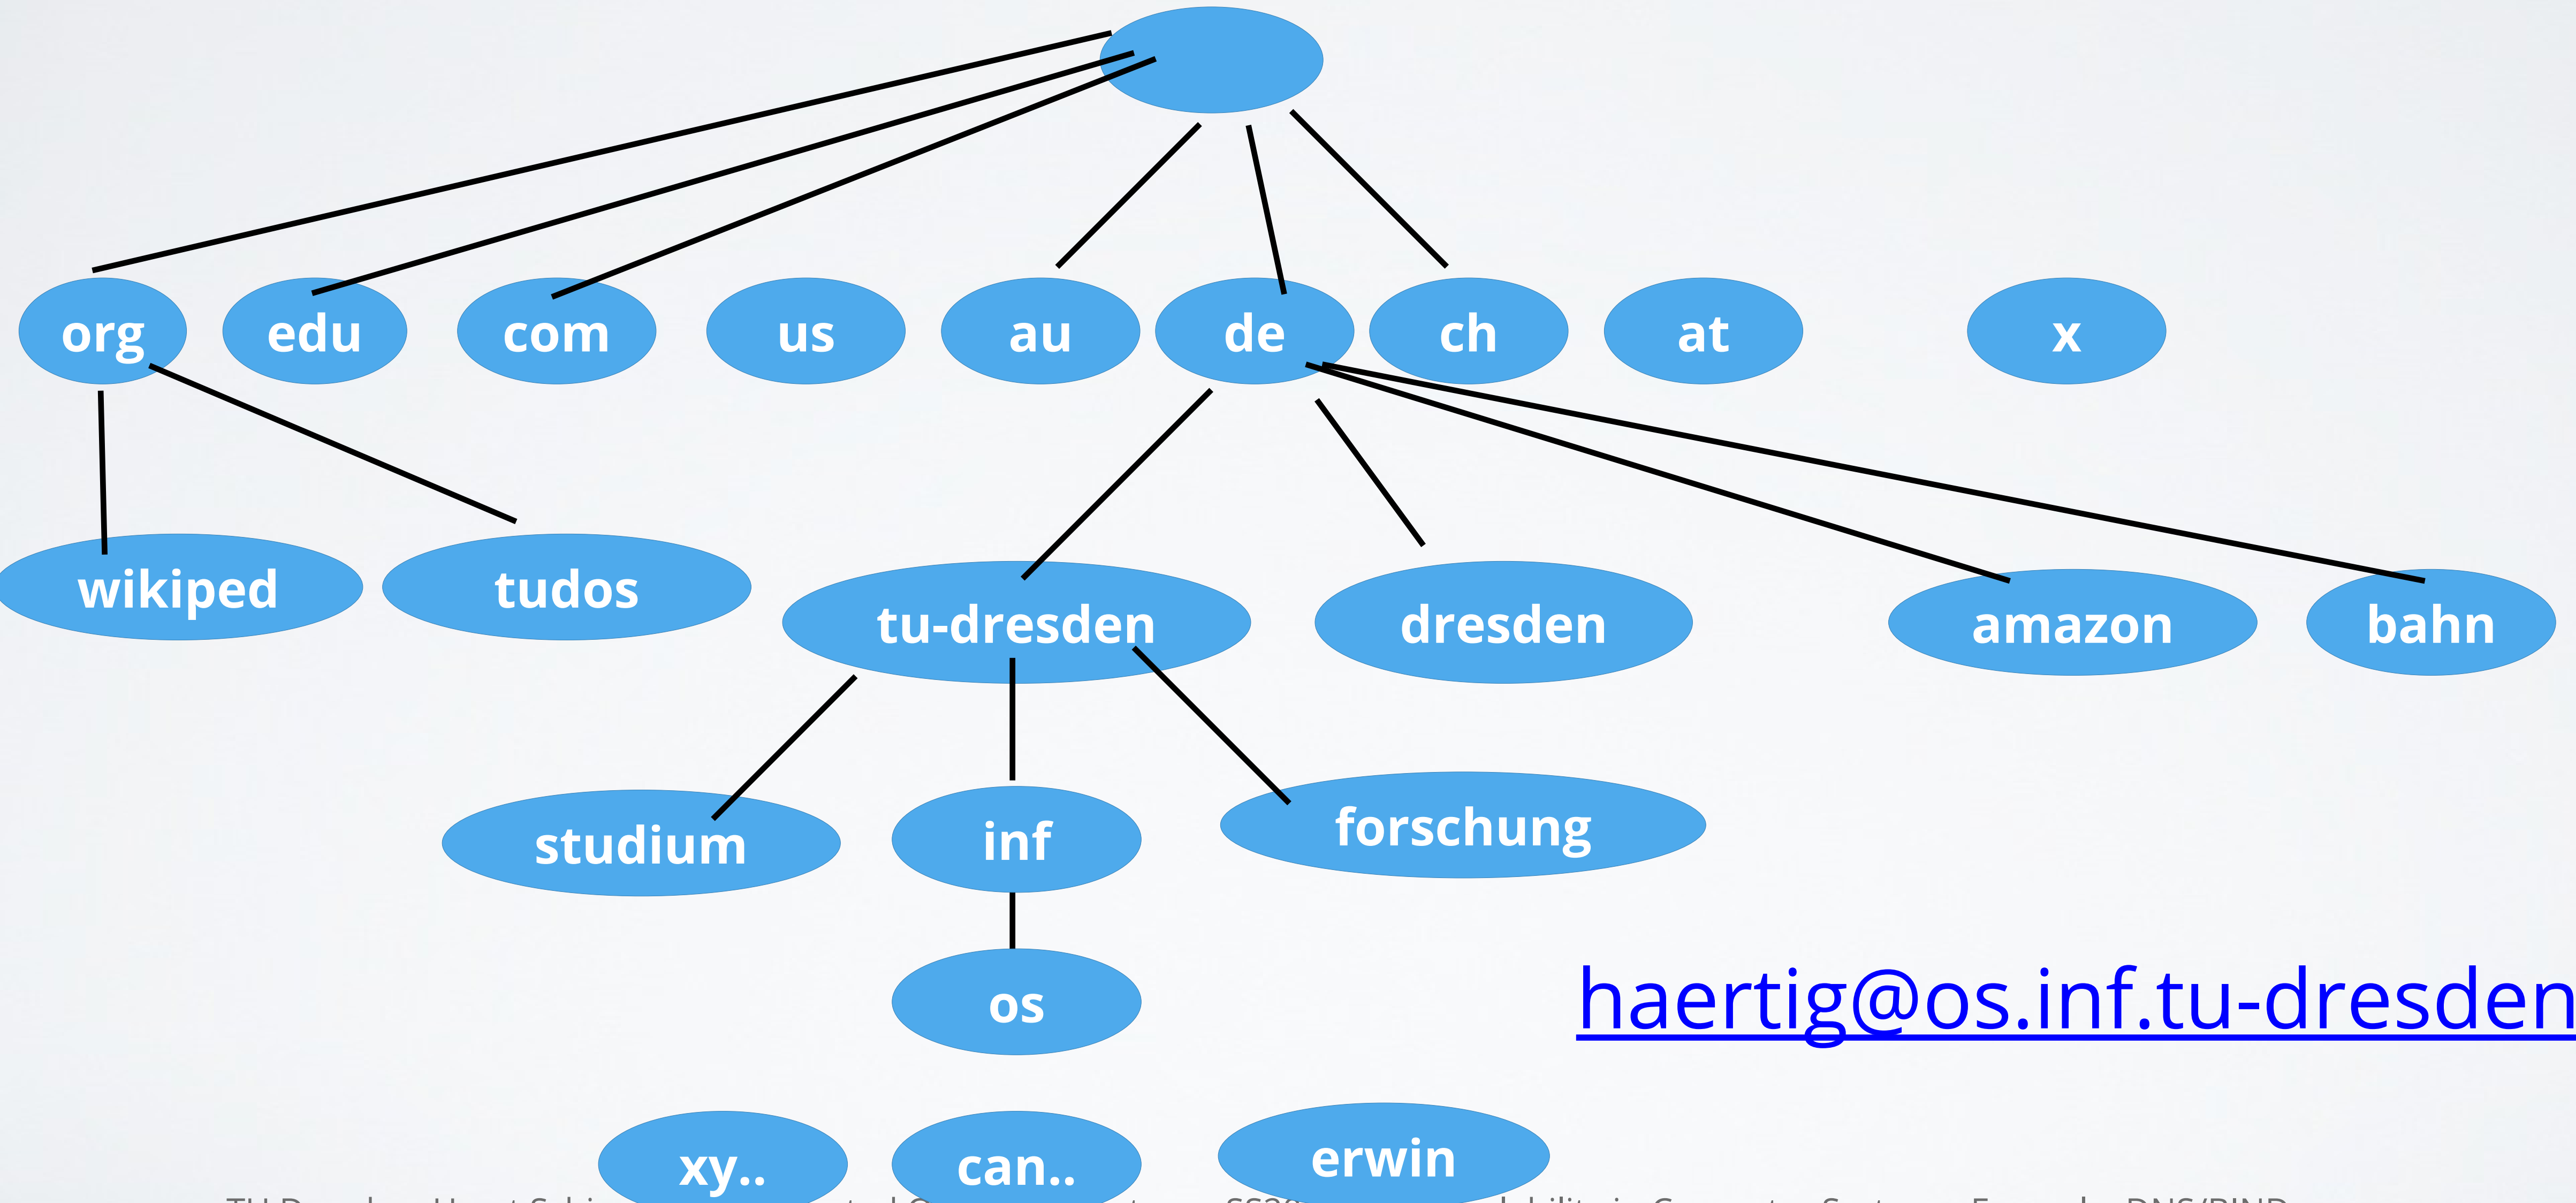 org edu com us au de ch at x
wikiped tudos tu-dresden dresden amazon bahn
studium inf forschung
os
haertig@os.inf.tu-dresden
xy.. can.. erwin